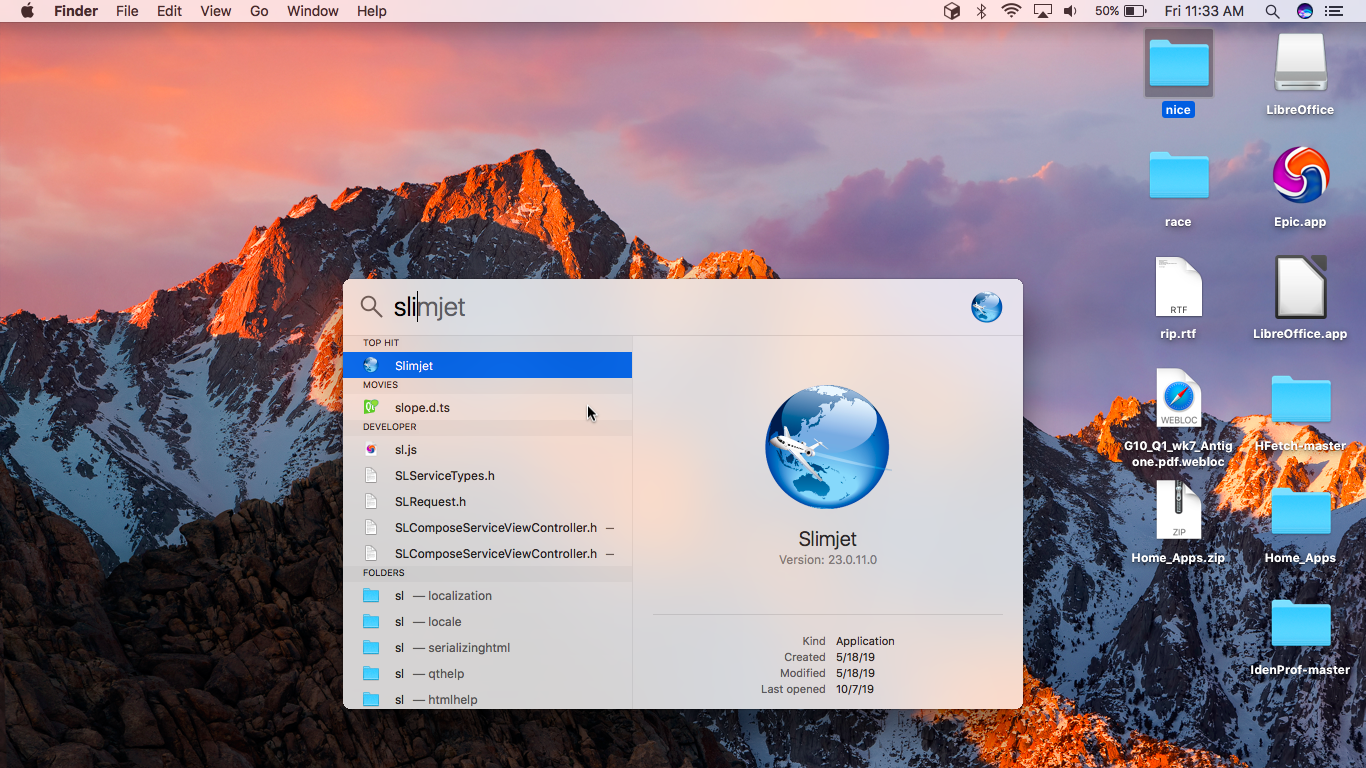 Finder File Edit View Go Window Help 50% Fri 11:33 AM
nice
LibreOffice
race
Epic.app
RTF
rip.rtf
LibreOffice.app
WEBLOC
G10_Q1_wk7_Antig
one.pdf.webloc
HFetch-master
ZIP
Home_Apps.zip
Home_Apps
IdenProf-master
slimjet
TOP HIT
Slimjet
MOVIES
slope.d.ts
DEVELOPER
sl.js
SLServiceTypes.h
SLRequest.h
SLComposeServiceViewController.h —
SLComposeServiceViewController.h —
FOLDERS
sl — localization
sl — locale
sl — serializinghtml
sl — qthelp
sl — htmlhelp
Slimjet
Version: 23.0.11.0
Kind Application
Created 5/18/19
Modified 5/18/19
Last opened 10/7/19